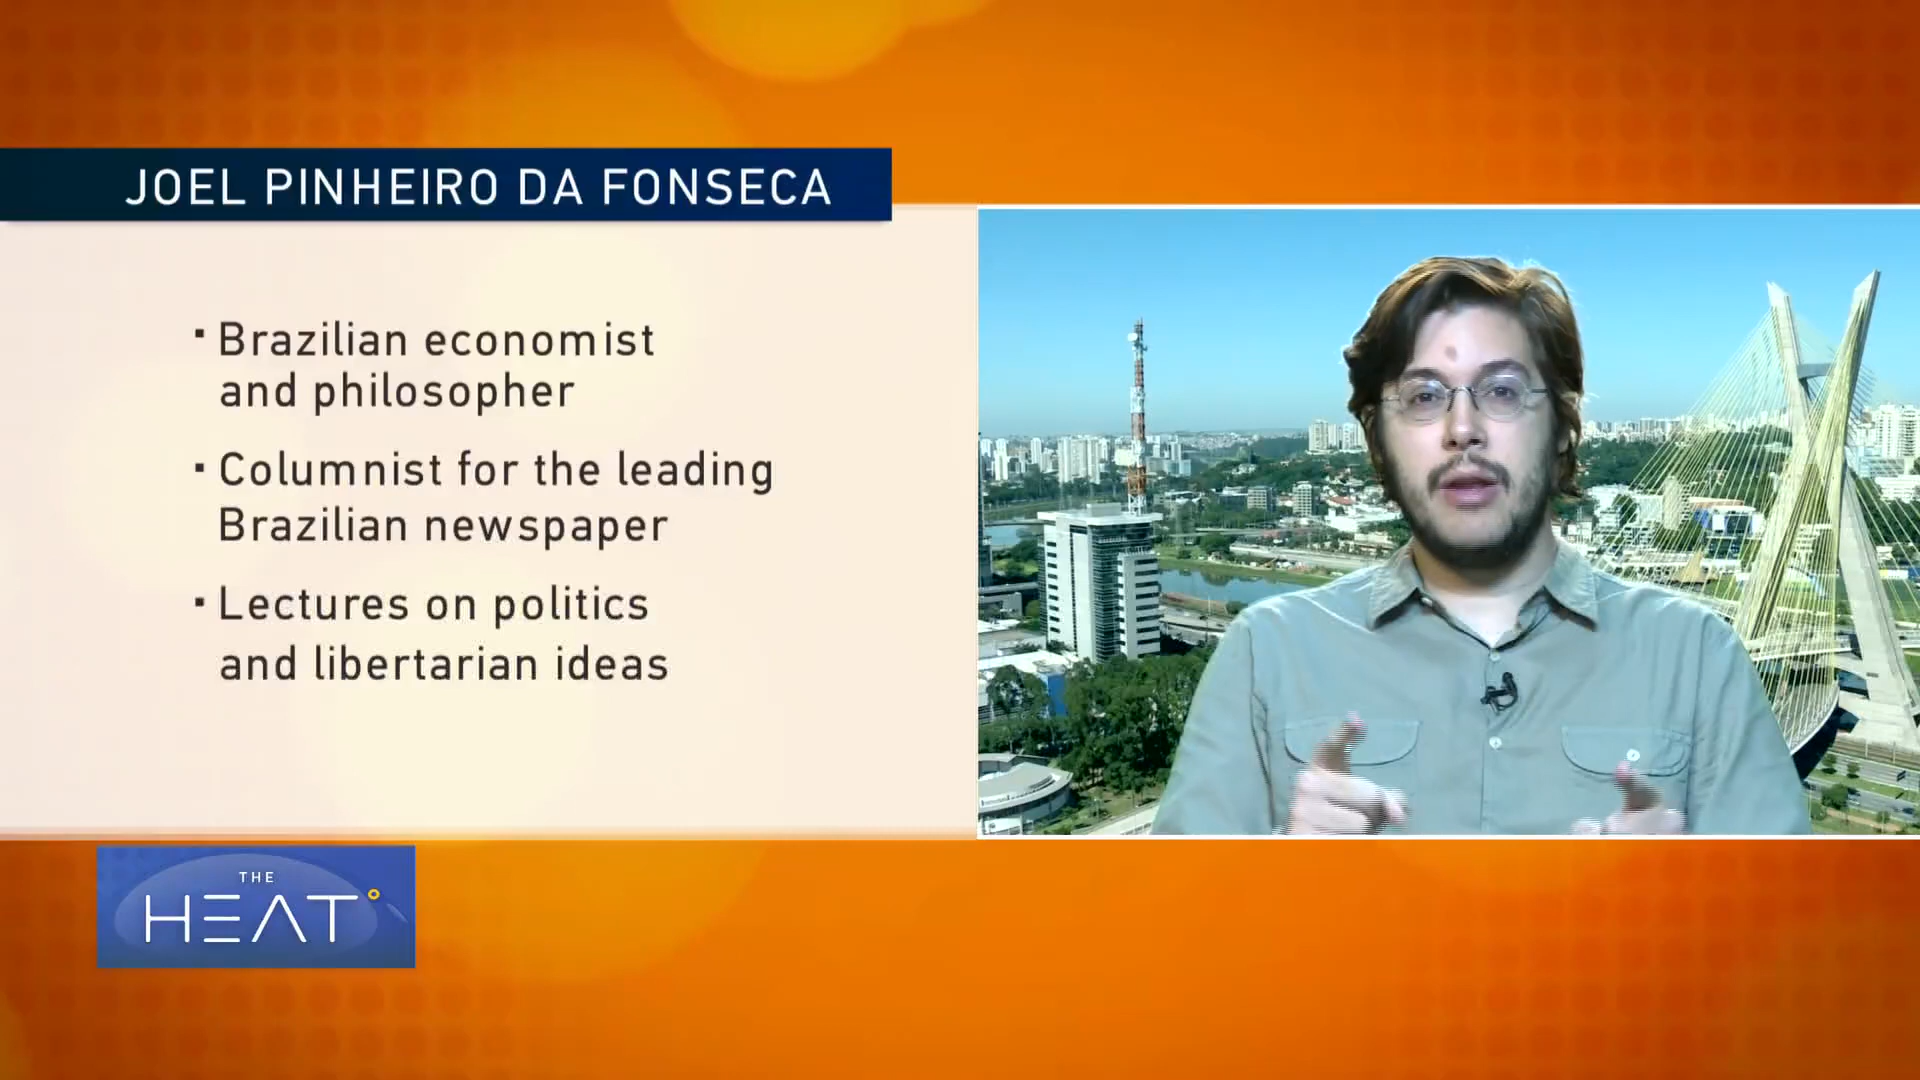 JOEL PINHEIRO DA FONSECA
Brazilian economist
and philosopher
Columnist for the leading
Brazilian newspaper
Lectures on politics
and libertarian ideas
THE
HEAT